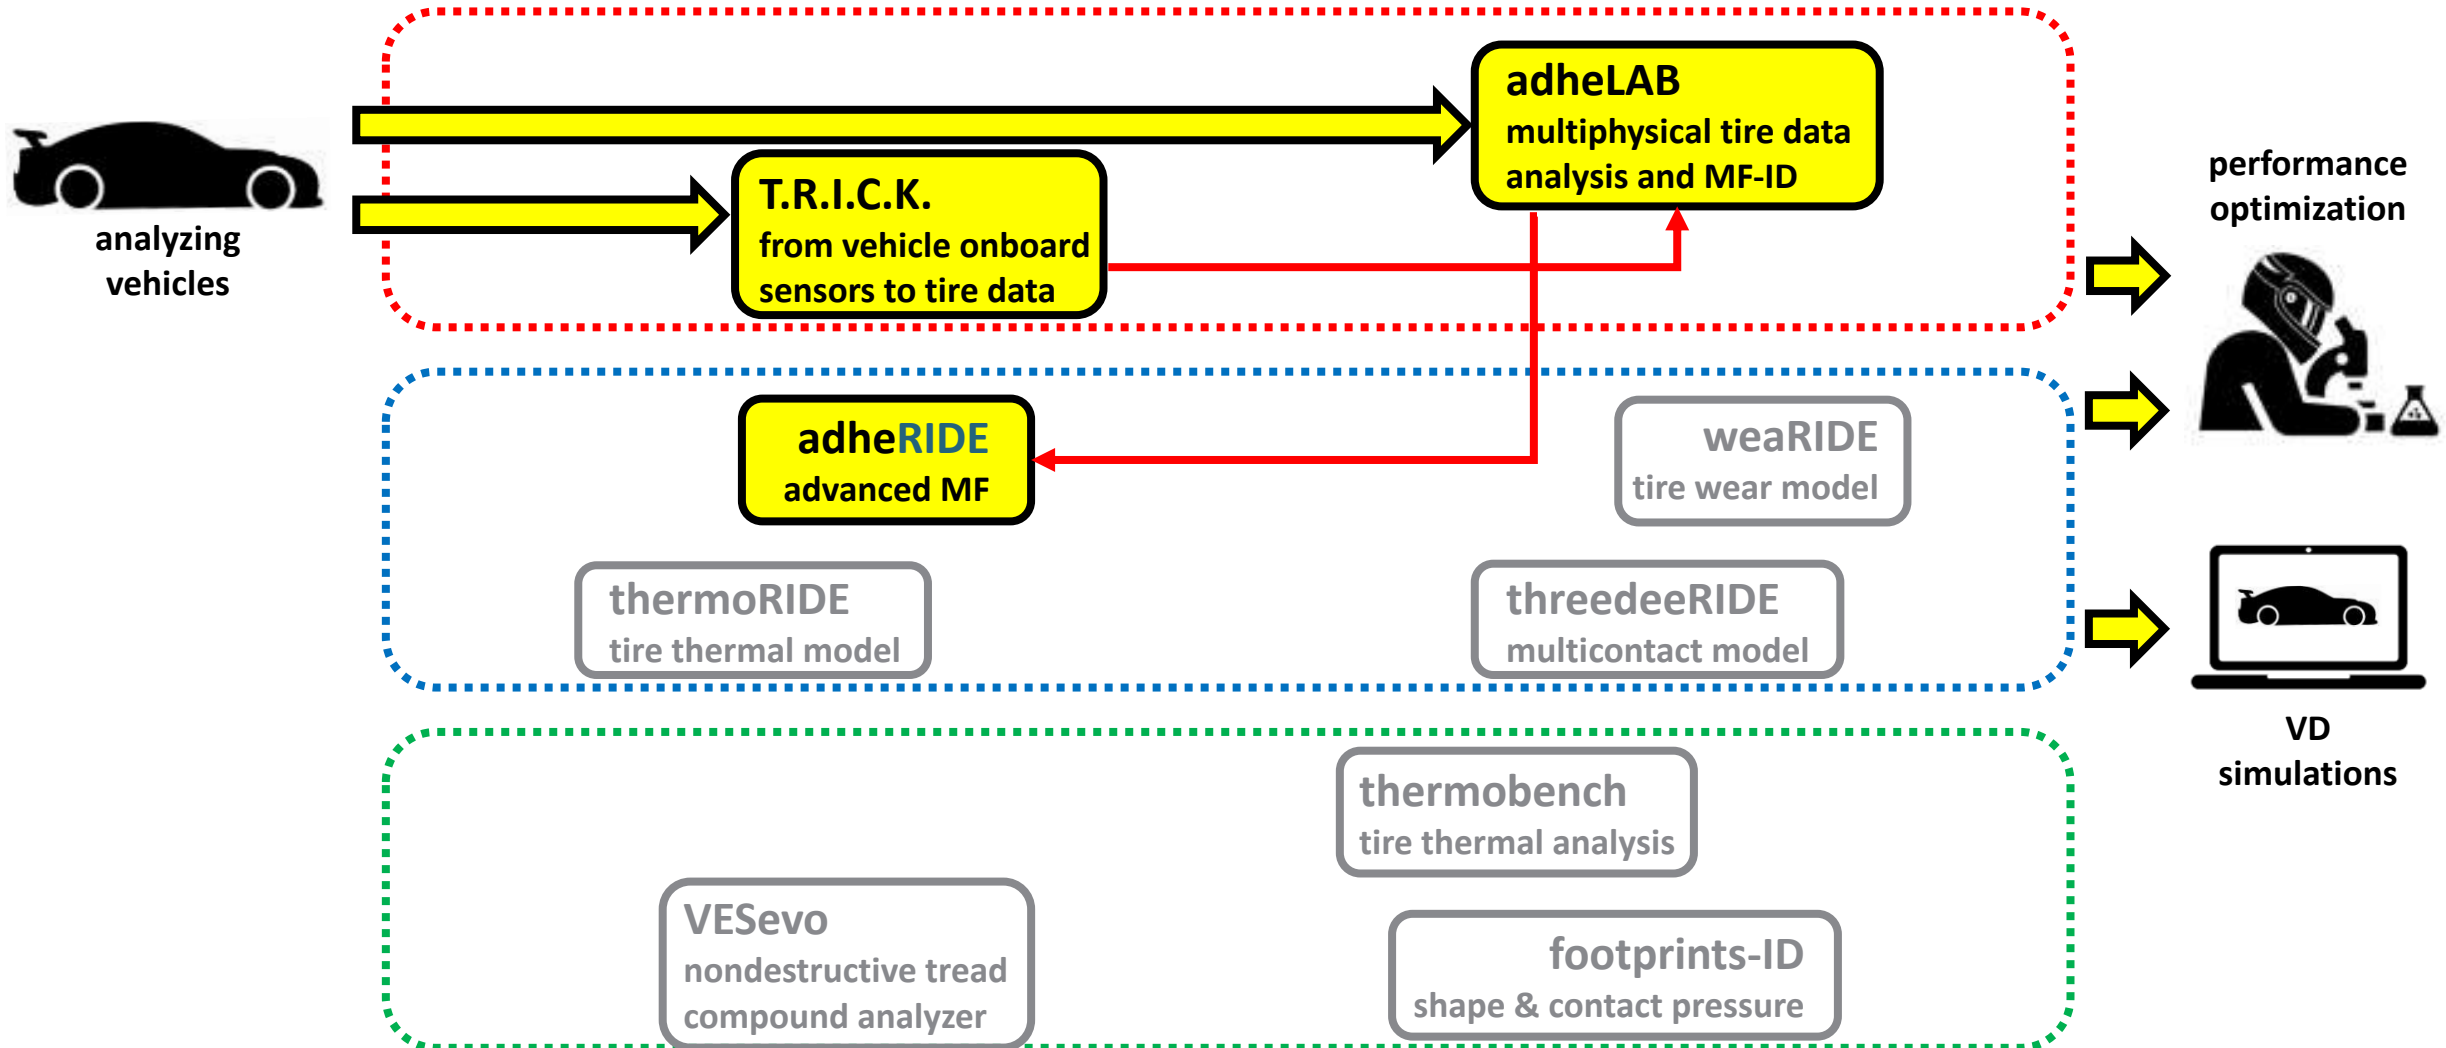 analyzing
vehicles
T.R.I.C.K.
from vehicle onboard
sensors to tire data
adheLAB
multiphysical tire data
analysis and MF-ID
performance
optimization
adheRIDE
advanced MF
weaRIDE
tire wear model
thermoRIDE
tire thermal model
threedeeRIDE
multicontact model
VD
simulations
thermobench
tire thermal analysis
VESevo
nondestructive tread
compound analyzer
footprints-ID
shape & contact pressure